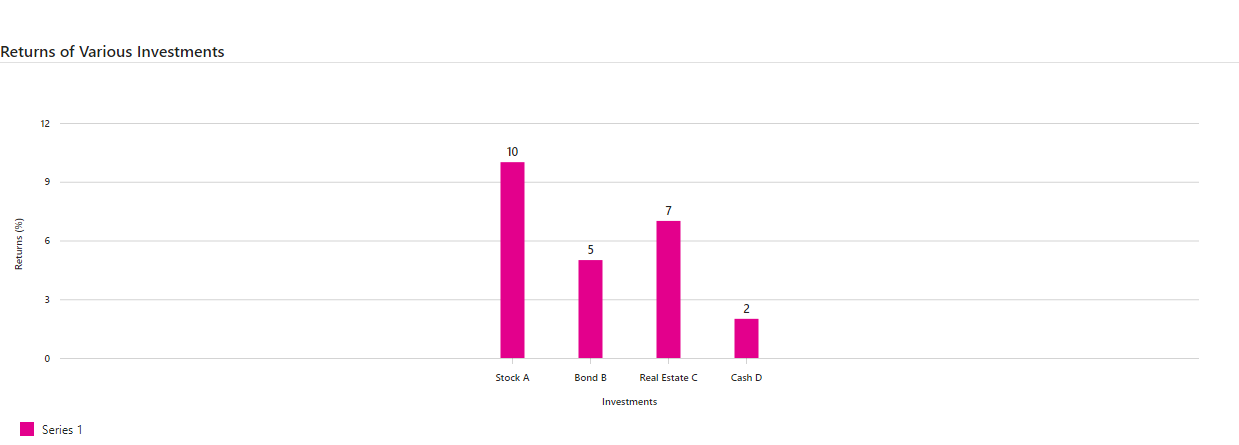 Returns of Various Investments
12
10
9
7
Returns (%)
6
5
3
2
0
Stock A Bond B Real Estate C Cash D
Investments
Series 1